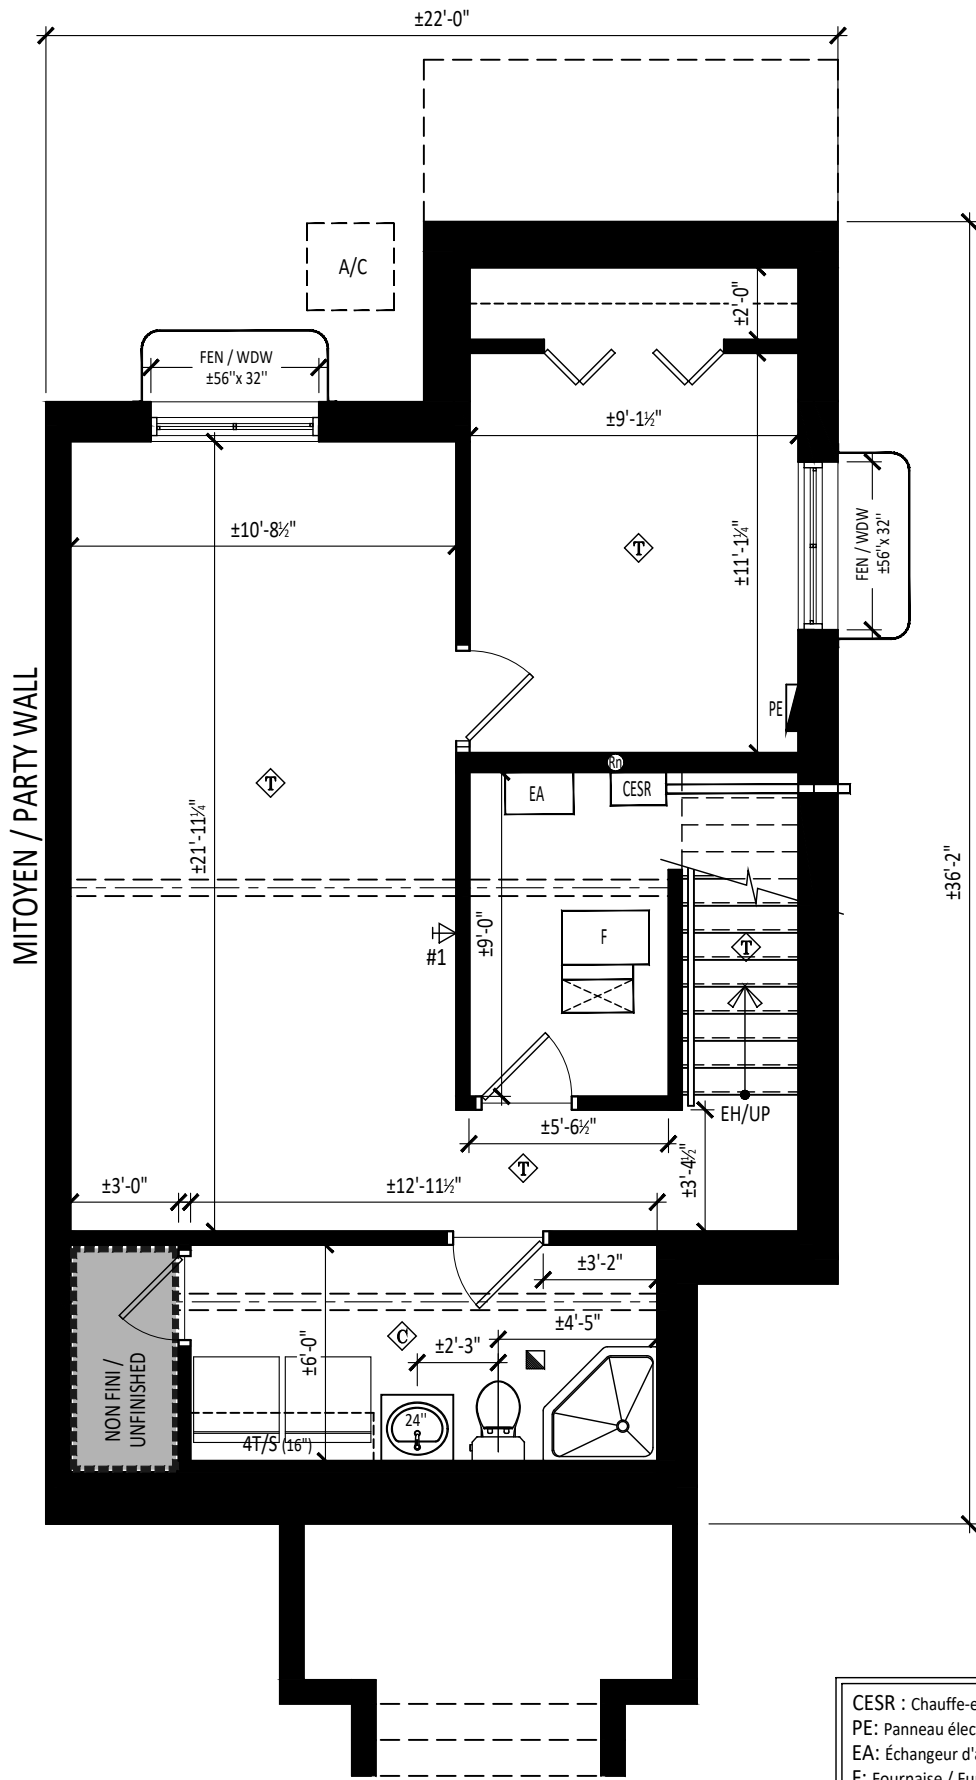 ±22'-0"
A/C
±2'-0"
FEN / WDW
±56"x 32"
±9'-1½"
±10'-8½"
±11'-1¼"
T
FEN / WDW
±56"x 32"
MITOYEN / PARTY WALL
PE
Rn
T
EA
CESR
±21'-11¼"
±36'-2"
±9'-0"
F
T
#1
EH/UP
±5'-6½"
±3'-4½"
T
±3'-0"
±12'-11½"
±3'-2"
±4'-5"
C
±2'-3"
±6'-0"
NON FINI /
UNFINISHED
24"
4T/S (16")
CESR : Chauffe-e
PE: Panneau élec
EA: Échangeur d'a
F: Fournaise / Fu